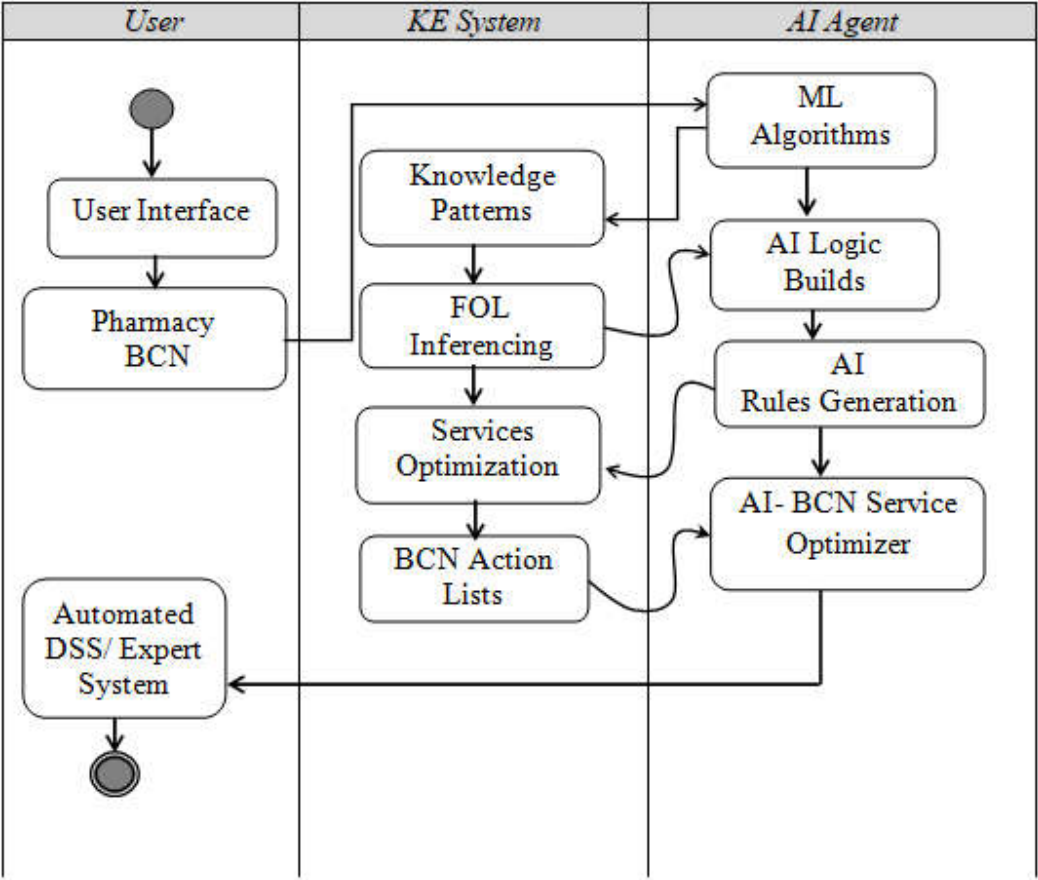 User
KE System
AI Agent
User Interface
Pharmacy
BCN
Automated
DSS/ Expert
System
Knowledge
Patterns
FOL
Inferencing
Services
Optimization
BCN Action
Lists
ML
Algorithms
AI Logic
Builds
AI
Rules Generation
AI- BCN Service
Optimizer